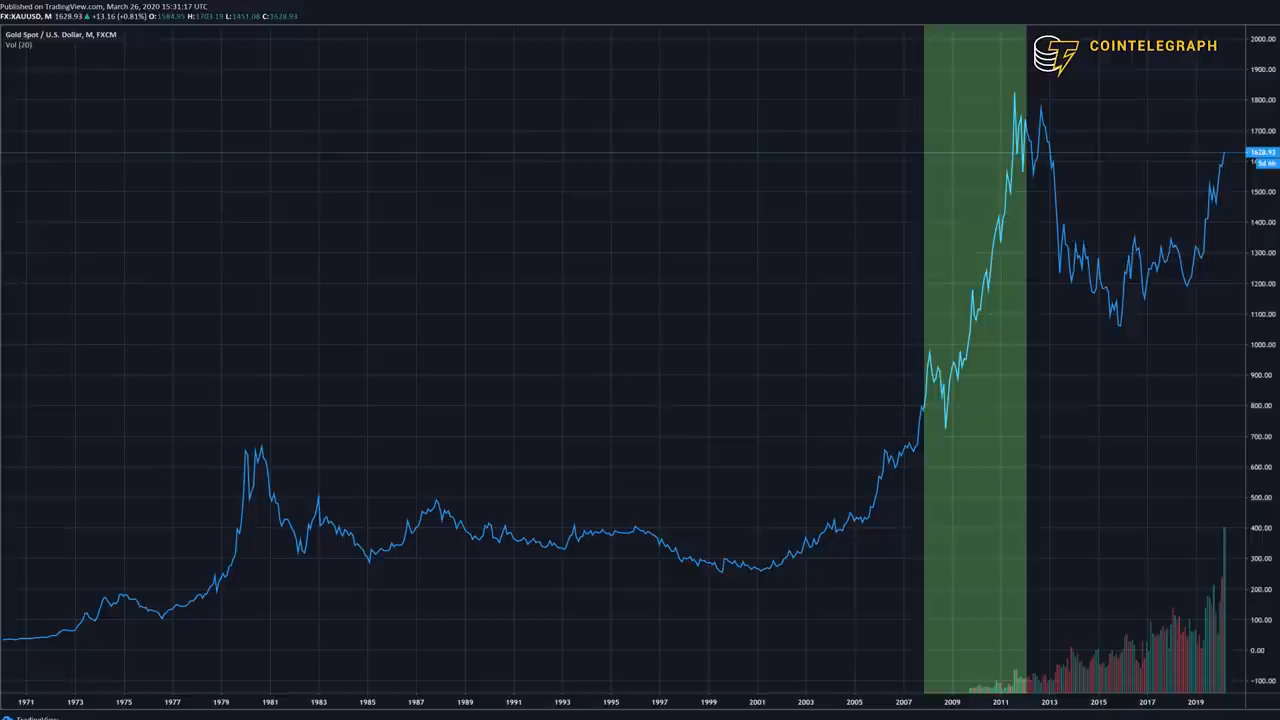 Published on TradingView.com, March 26, 2020 15:31:17 UTC
FX:XAUUSD, M 1628.93 ▲ +13.16 (+0.81%) O: 1584.95 H: 1703.19 L: 1451.08 C: 1628.93
Gold Spot / U.S. Dollar, M, FXCM
Vol (20)
COINTELEGRAPH
2000.00
1900.00
1800.00
1700.00
1628.93
5d 6h
1500.00
1400.00
1300.00
1200.00
1100.00
1000.00
900.00
800.00
700.00
600.00
500.00
400.00
300.00
200.00
100.00
0.00
-100.00
1971 1973 1975 1977 1979 1981 1983 1985 1987 1989 1991 1993 1995 1997 1999 2001 2003 2005 2007 2009 2011 2013 2015 2017 2019
TradingView